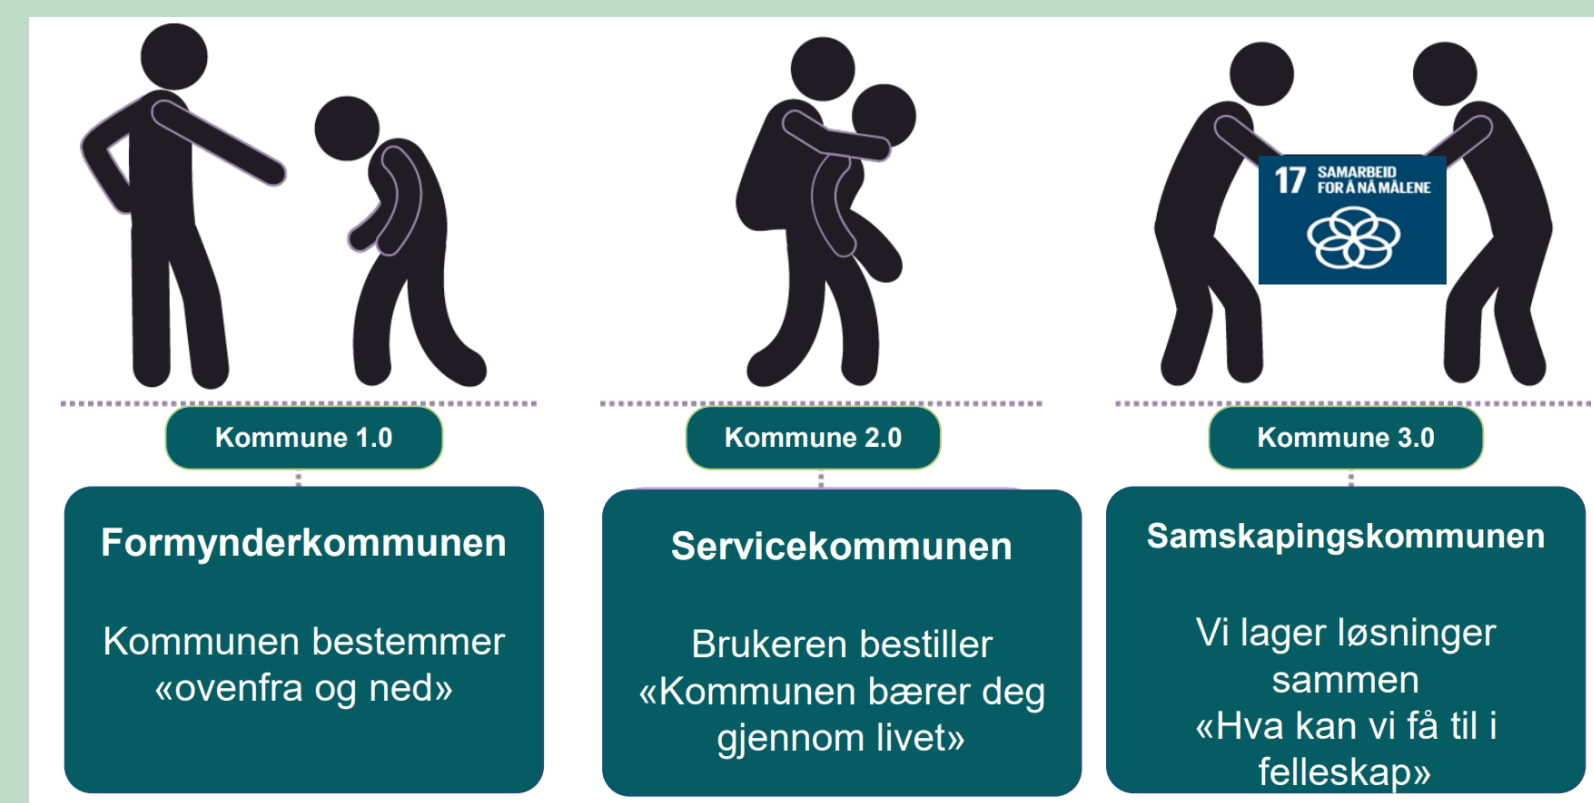 17 SAMARBEID
FOR Å NÅ MÅLENE
Kommune 1.0
Formynderkommunen
Kommunen bestemmer
«ovenfra og ned»
Kommune 2.0
Servicekommunen
Brukeren bestiller
«Kommunen bærer deg
gjennom livet»
Kommune 3.0
Samskapingskommunen
Vi lager løsninger
sammen
«Hva kan vi få til i
felleskap»